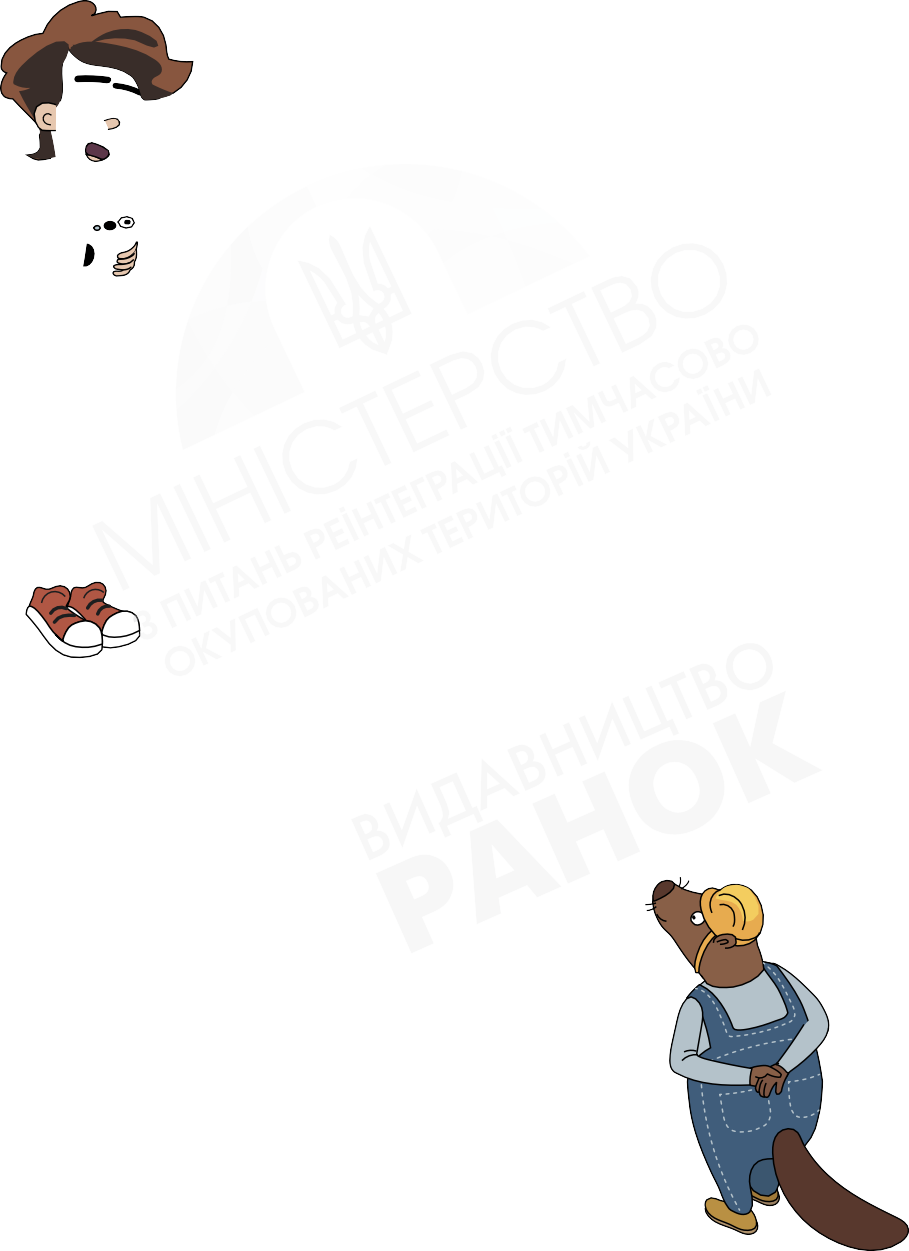 МІНІСТЕРСТВО
З ПИТАНЬ РЕІНТЕГРАЦІЇ ТИМЧАСОВО
ОКУПОВАНИХ ТЕРИТОРІЙ УКРАЇНИ
ВИДАВНИЦТВО
РАНОК